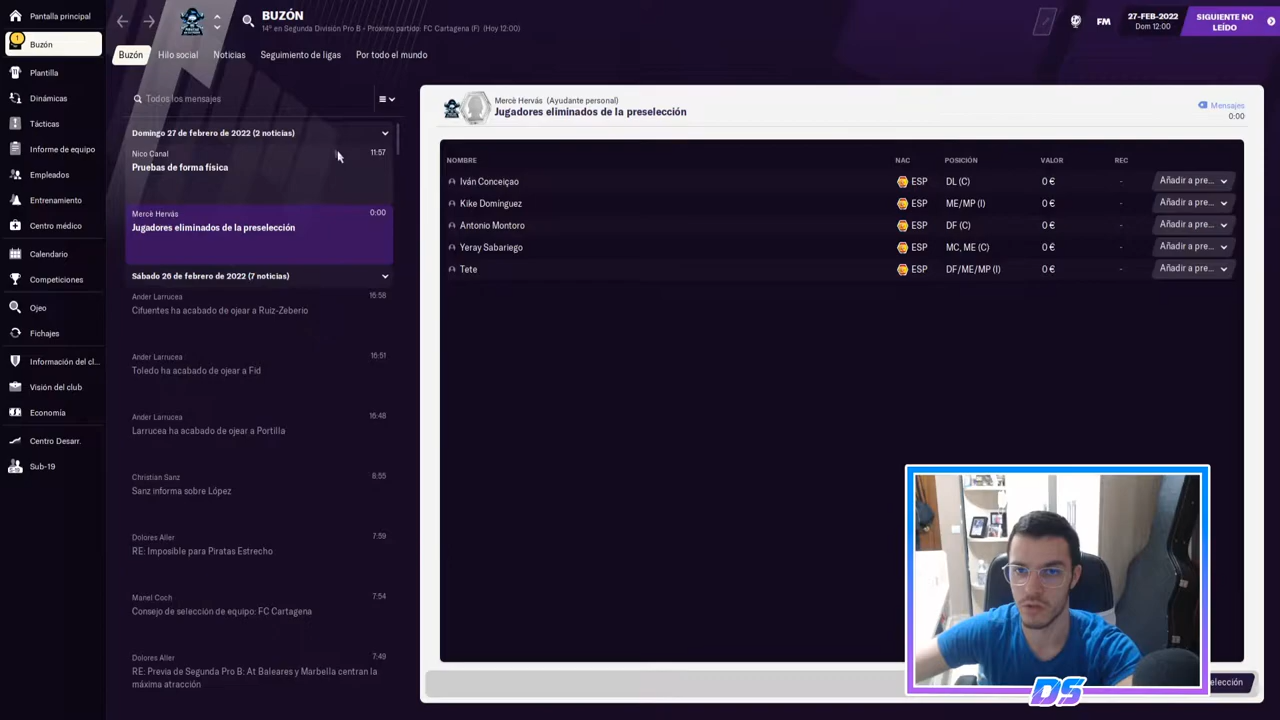 Pantalla principal
1
Buzón
Plantilla
Dinámicas
Tácticas
Informe de equipo
Empleados
Entrenamiento
Centro médico
Calendario
Competiciones
Ojeo
Fichajes
Información del cl...
Visión del club
Economía
Centro Desarr.
Sub-19
BUZÓN
14º en Segunda División Pro B - Próximo partido: FC Cartagena (F) (Hoy 12:00)
FM
27-FEB-2022
Dom 12:00
SIGUIENTE NO
LEÍDO
Buzón Hilo social Noticias Seguimiento de ligas Por todo el mundo
Todos los mensajes
Domingo 27 de febrero de 2022 (2 noticias)
Nico Canal 11:57
Pruebas de forma física
Mercè Hervás 0:00
Jugadores eliminados de la preselección
Sábado 26 de febrero de 2022 (7 noticias)
Ander Larrucea 16:58
Cifuentes ha acabado de ojear a Ruiz-Zeberio
Ander Larrucea 16:51
Toledo ha acabado de ojear a Fid
Ander Larrucea 16:48
Larrucea ha acabado de ojear a Portilla
Christian Sanz 8:55
Sanz informa sobre López
Dolores Aller 7:59
RE: Imposible para Piratas Estrecho
Manel Coch 7:54
Consejo de selección de equipo: FC Cartagena
Dolores Aller 7:49
RE: Previa de Segunda Pro B: At Baleares y Marbella centran la
máxima atracción
Mercè Hervás (Ayudante personal)
Jugadores eliminados de la preselección
Mensajes
0:00
NOMBRE NAC POSICIÓN VALOR REC
Iván Conceiçao ESP DL (C) 0 € - Añadir a pre...
Kike Domínguez ESP ME/MP (I) 0 € - Añadir a pre...
Antonio Montoro ESP DF (C) 0 € - Añadir a pre...
Yeray Sabariego ESP MC, ME (C) 0 € - Añadir a pre...
Tete ESP DF/ME/MP (I) 0 € - Añadir a pre...
elección
DS